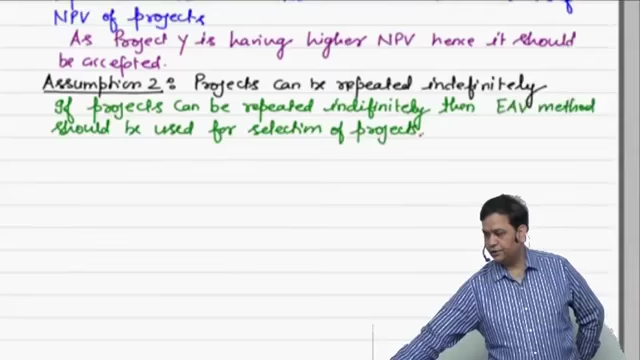 NPV of projects
As Project Y is having higher NPV hence it should
be accepted.
Assumption 2: Projects can be repeated indefinitely
If projects can be repeated indifinitely then EAV method
should be used for selection of projects.